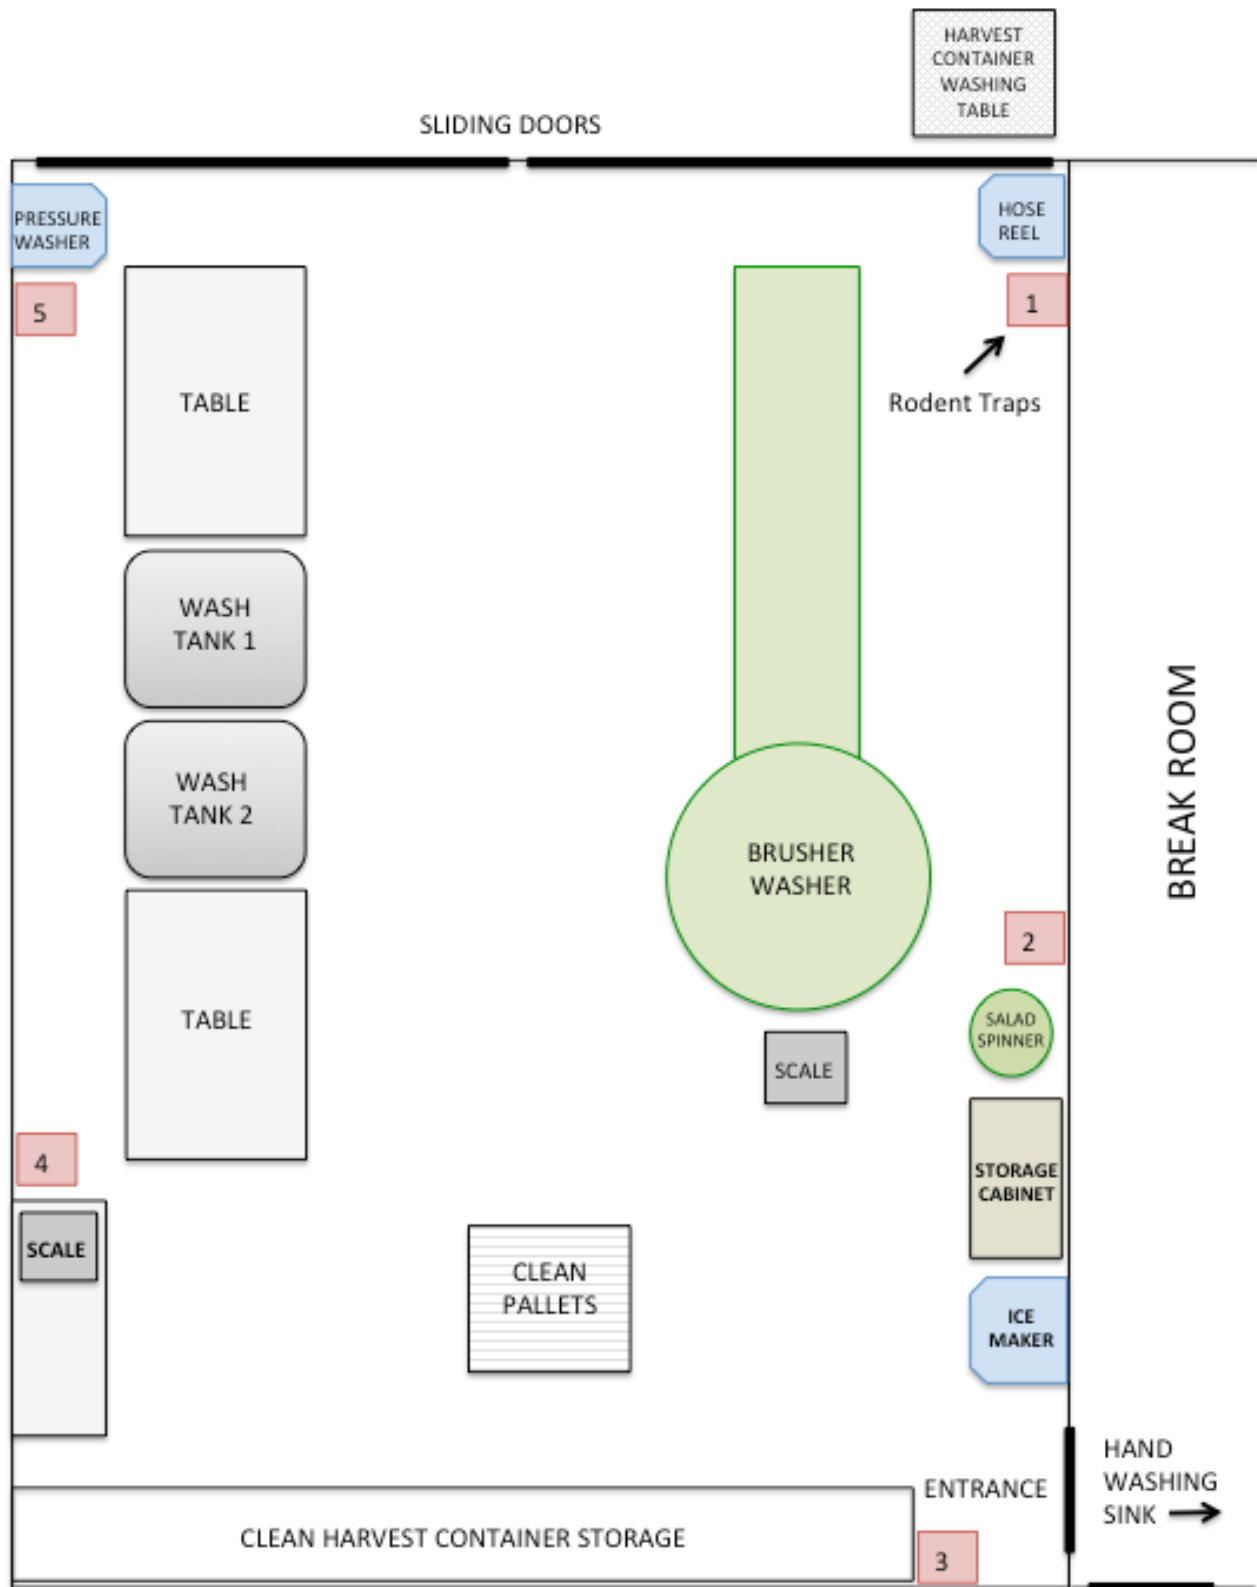 HARVEST
CONTAINER
WASHING
TABLE
SLIDING DOORS
PRESSURE
WASHER
HOSE
REEL
5
1
Rodent Traps
TABLE
WASH
TANK 1
WASH
TANK 2
BRUSHER
WASHER
BREAK ROOM
2
SALAD
SPINNER
TABLE
SCALE
4
STORAGE
CABINET
SCALE
CLEAN
PALLETS
ICE
MAKER
HAND
WASHING
SINK
ENTRANCE
CLEAN HARVEST CONTAINER STORAGE
3